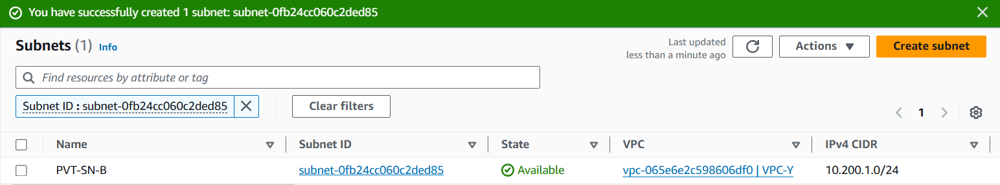 You have successfully created 1 subnet: subnet-0fb24cc060c2ded85
Subnets (1) Info
Last updated
less than a minute ago
Actions
Create subnet
Find resources by attribute or tag
Subnet ID : subnet-0fb24cc060c2ded85
Clear filters
1
Name Subnet ID State VPC IPv4 CIDR
PVT-SN-B subnet-0fb24cc060c2ded85 Available vpc-065e6e2c598606df0 | VPC-Y 10.200.1.0/24